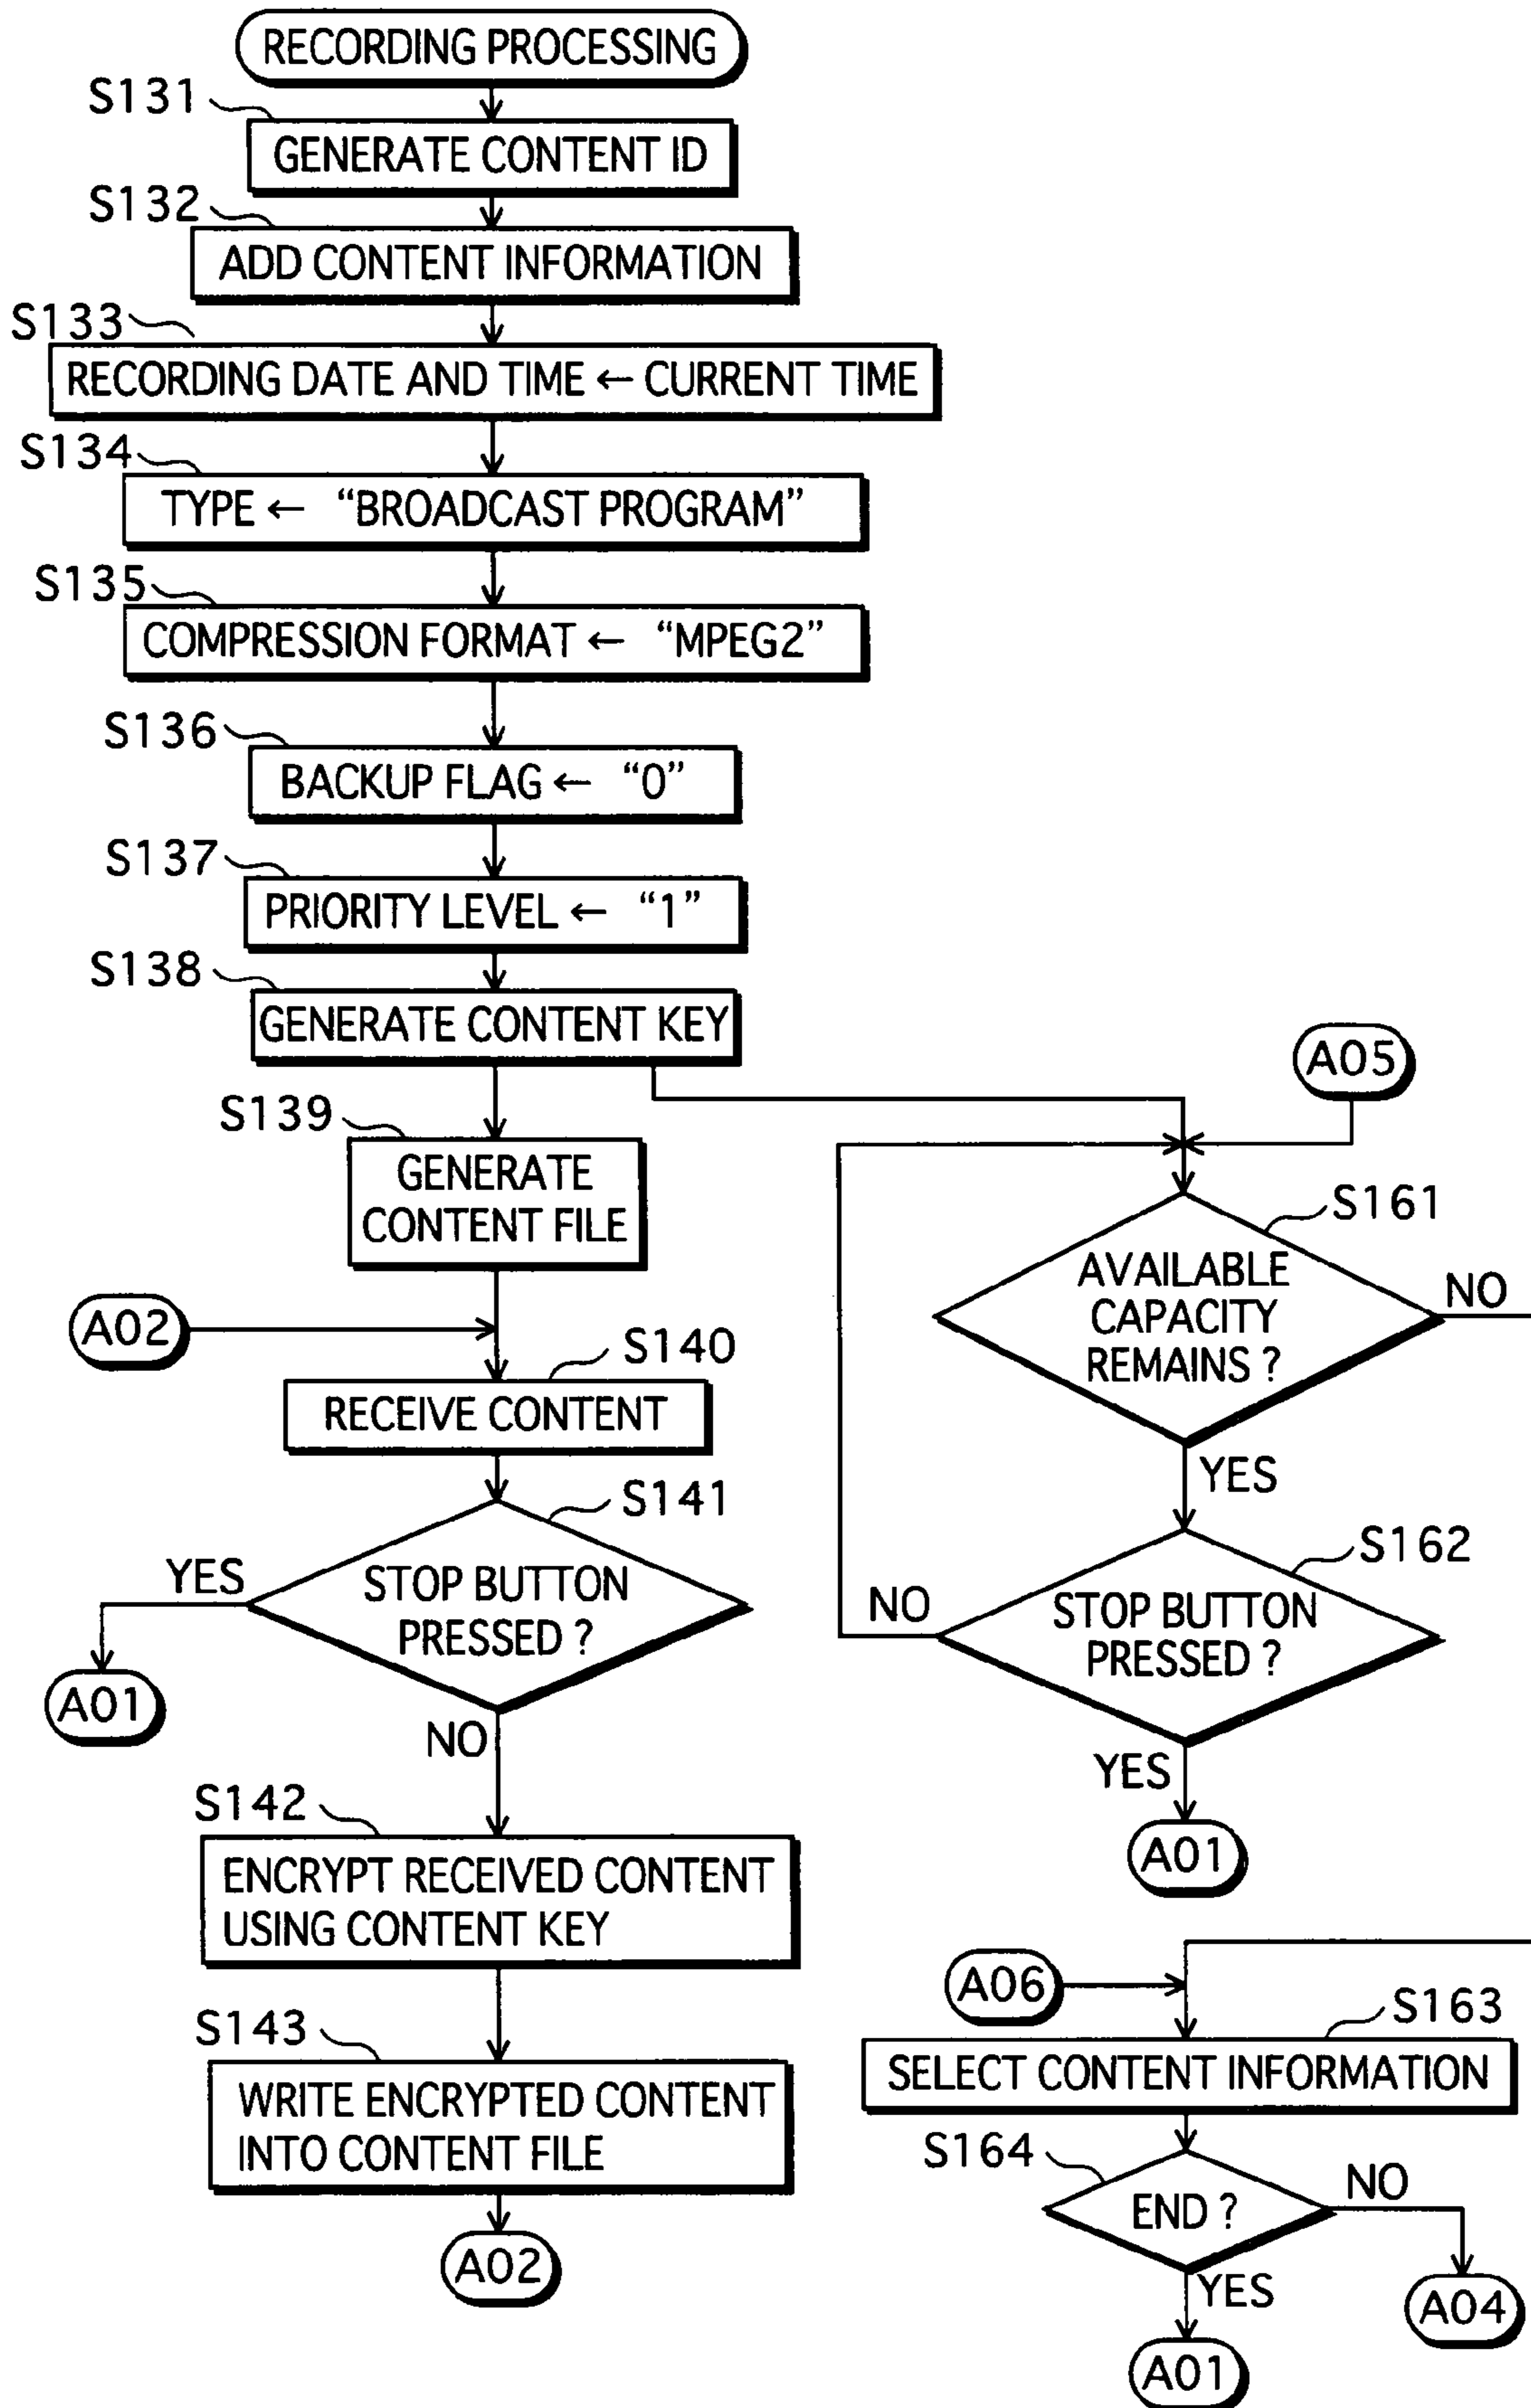 RECORDING PROCESSING
S131
GENERATE CONTENT ID
S132
ADD CONTENT INFORMATION
S133
RECORDING DATE AND TIME ← CURRENT TIME
S134
TYPE ← “BROADCAST PROGRAM”
S135
COMPRESSION FORMAT ← “MPEG2”
S136
BACKUP FLAG ← “0”
S137
PRIORITY LEVEL ← “1”
S138
GENERATE CONTENT KEY
S139
GENERATE
CONTENT FILE
A02
S140
RECEIVE CONTENT
S141
STOP BUTTON
PRESSED ?
YES
A01
NO
S142
ENCRYPT RECEIVED CONTENT
USING CONTENT KEY
S143
WRITE ENCRYPTED CONTENT
INTO CONTENT FILE
A02
A05
S161
AVAILABLE
CAPACITY
REMAINS ?
NO
YES
S162
STOP BUTTON
PRESSED ?
NO
YES
A01
A06
S163
SELECT CONTENT INFORMATION
S164
END ?
NO
A04
YES
A01